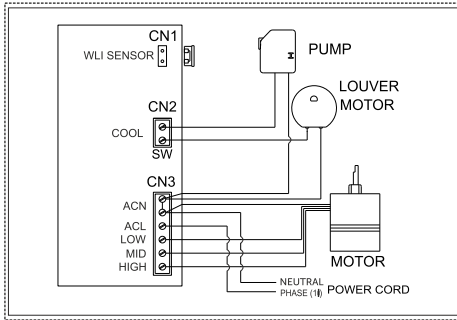 CN1
WLI SENSOR
PUMP
LOUVER
MOTOR
CN2
COOL
SW
CN3
ACN
ACL
LOW
MID
HIGH
MOTOR
NEUTRAL
PHASE
POWER CORD